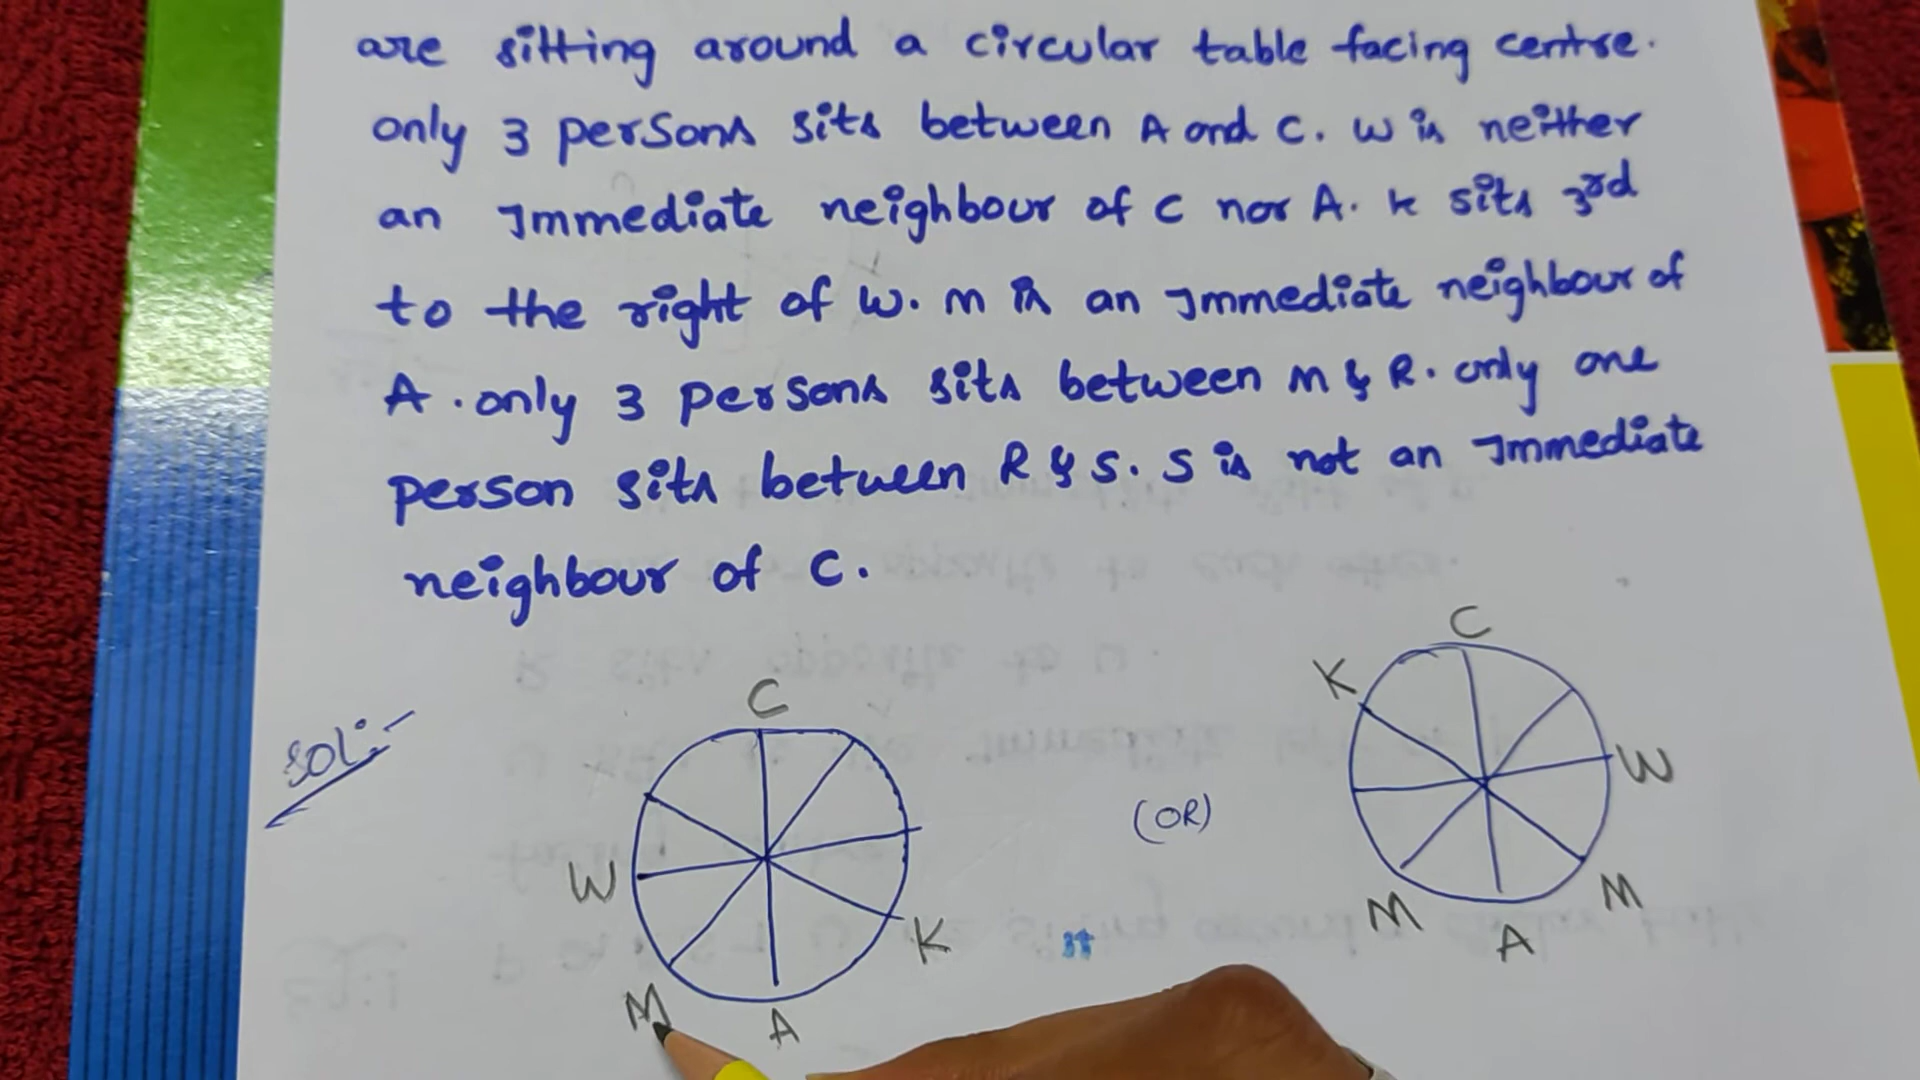 are sitting around a circular table facing centre.
only 3 persons sits between A and C. W is neither
an Immediate neighbour of C nor A. K sits 3rd
to the right of W. M is an Immediate neighbour of
A. only 3 persons sits between M & R. only one
person sits between R & S. S is not an Immediate
neighbour of C.
SOL:-
C
W
K
M
A
(OR)
C
K
W
M
M
A